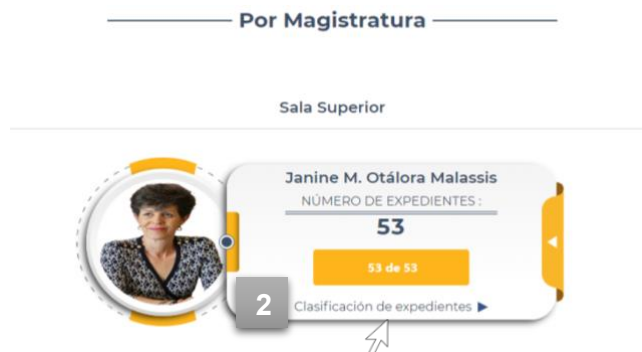 Por Magistratura
Sala Superior
Janine M. Otálora Malassis
NÚMERO DE EXPEDIENTES :
53
53 de 53
2
Clasificación de expedientes